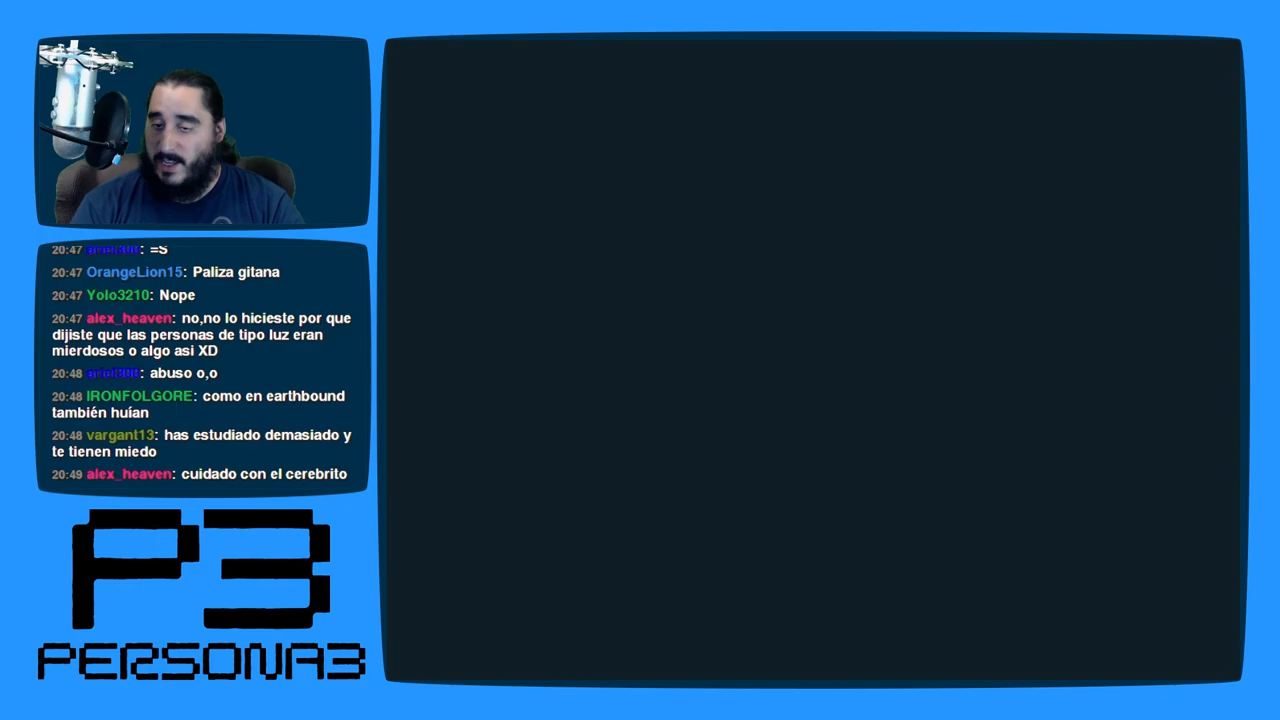 20:47 : =S
20:47 OrangeLion15: Paliza gitana
20:47 Yolo3210: Nope
20:47 alex_heaven: no,no lo hicieste por que
dijiste que las personas de tipo luz eran
mierdosos o algo asi XD
20:48 : abuso o,o
20:48 IRONFOLGORE: como en earthbound
también huían
20:48 vargant13: has estudiado demasiado y
te tienen miedo
20:49 alex_heaven: cuidado con el cerebrito
P3
PERSONA3